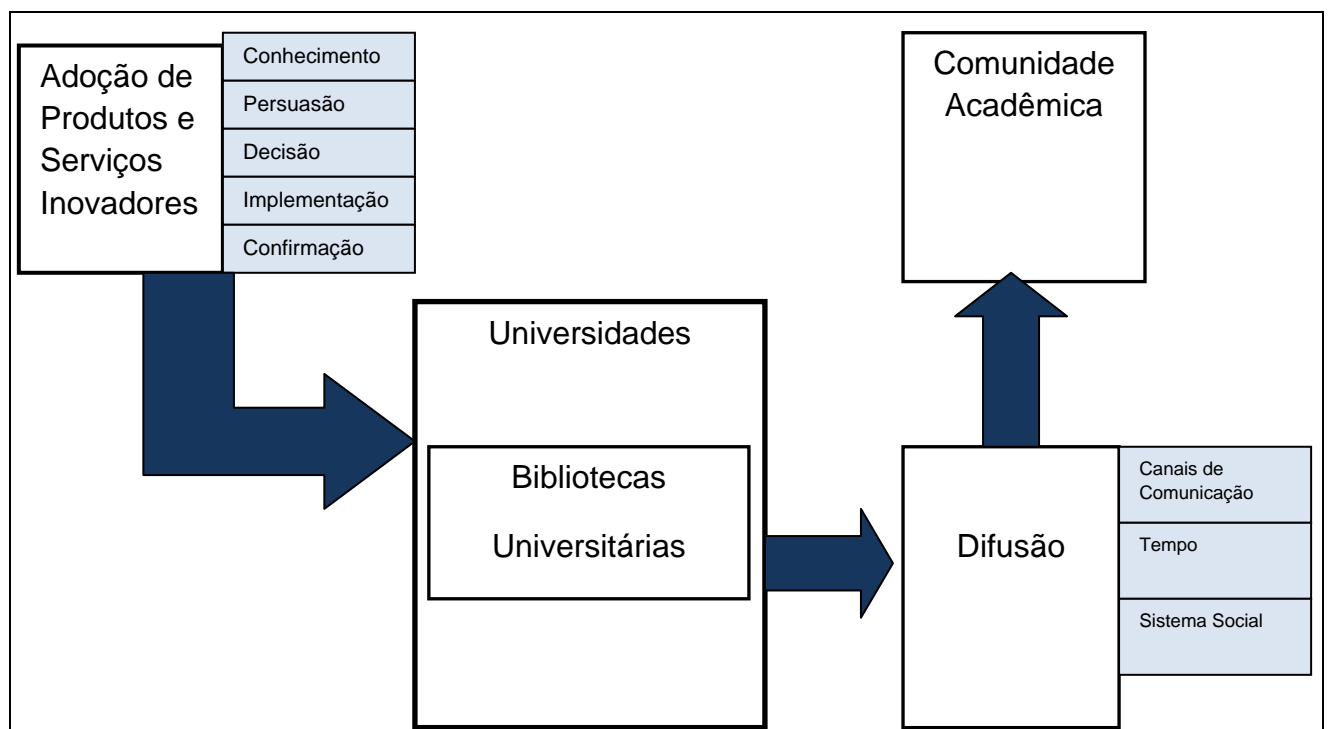 Adoção de
Produtos e
Serviços
Inovadores
Conhecimento
Persuasão
Decisão
Implementação
Confirmação
Comunidade
Acadêmica
Universidades
Bibliotecas
Universitárias
Difusão
Canais de
Comunicação
Tempo
Sistema Social